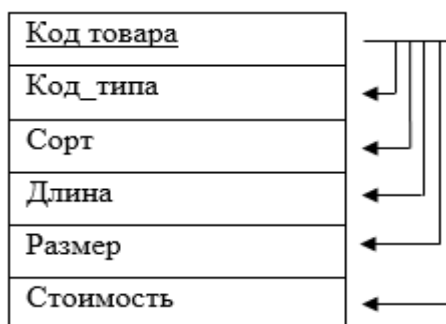 Код товара
Код_типа
Сорт
Длина
Размер
Стоимость